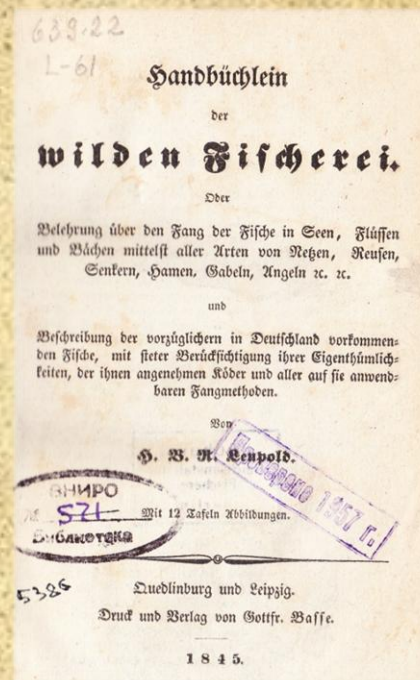 639.22
L-61
Handbüchlein
der
wilden Fischerei.
Oder
Belehrung über den Fang der Fische in Seen, Flüssen
und Bächen mittelst aller Arten von Netzen, Reusen,
Senkern, Hamen, Gabeln, Angeln ꝛc. ꝛc.
und
Beschreibung der vorzüglichern in Deutschland vorkommen-
den Fische, mit steter Berücksichtigung ihrer Eigenthümlich-
keiten, der ihnen angenehmen Köder und aller auf sie anwend-
baren Fangmethoden.
Von
H. V. R. Leupold.
Проверено 1957 г.
ВНИРО
571
Библиотека
Mit 12 Tafeln Abbildungen.
5386
Quedlinburg und Leipzig.
Druck und Verlag von Gottfr. Basse.
1845.